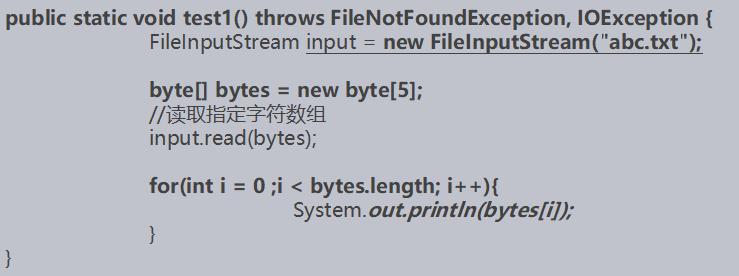 public static void test1() throws FileNotFoundException, IOException {
FileInputStream input = new FileInputStream("abc.txt");
byte[] bytes = new byte[5];
//读取指定字符数组
input.read(bytes);
for(int i = 0 ;i < bytes.length; i++){
System.out.println(bytes[i]);
}
}